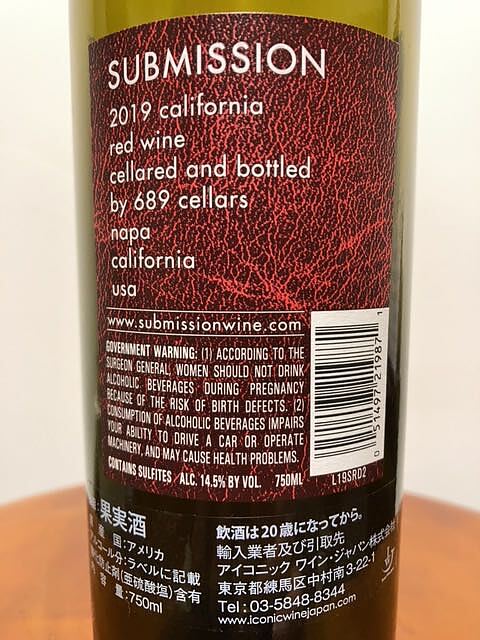 SUBMISSION
2019 california
red wine
cellared and bottled
by 689 cellars
napa
california
usa
www.submissionwine.com
GOVERNMENT WARNING: (1) ACCORDING TO THE
SURGEON GENERAL, WOMEN SHOULD NOT DRINK
ALCOHOLIC BEVERAGES DURING PREGNANCY
BECAUSE OF THE RISK OF BIRTH DEFECTS. (2)
CONSUMPTION OF ALCOHOLIC BEVERAGES IMPAIRS
YOUR ABILITY TO DRIVE A CAR OR OPERATE
MACHINERY, AND MAY CAUSE HEALTH PROBLEMS.
CONTAINS SULFITES ALC. 14.5% BY VOL. 750ML
0 51497 21987 1
L19SRD2
果実酒
国:アメリカ
ール分:ラベルに記載
防止剤(亜硫酸塩)含有
量:750ml
飲酒は20歳になってから。
輸入業者及び引取先
アイコニック ワイン・ジャパン株式会社
東京都練馬区中村南3-22-1
Tel:03-5848-8344
www.iconicwinejapan.com